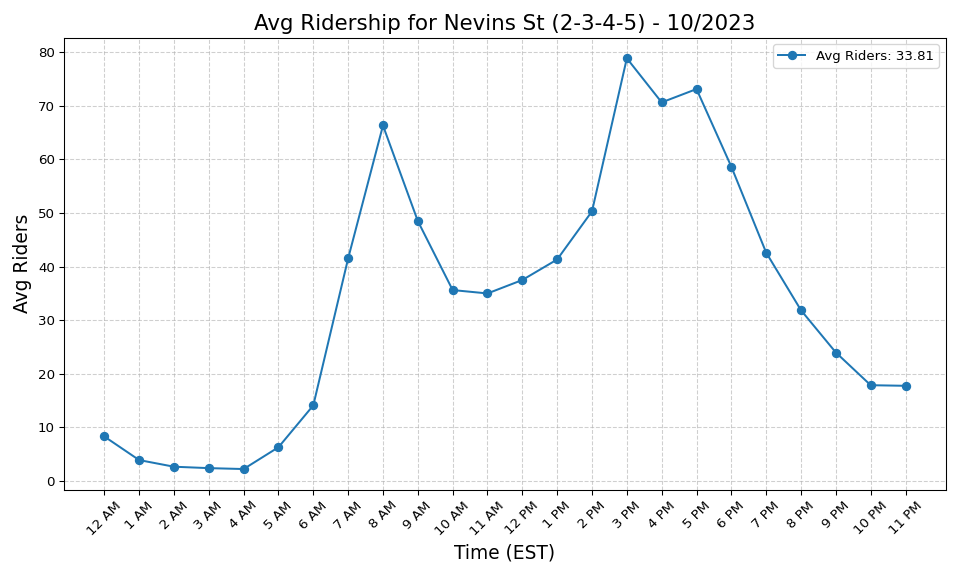 Avg Ridership for Nevins St (2-3-4-5) - 10/2023
Avg Riders: 33.81
Avg Riders
80
70
60
50
40
30
20
10
0
12 AM
1 AM
2 AM
3 AM
4 AM
5 AM
6 AM
7 AM
8 AM
9 AM
10 AM
11 AM
12 PM
1 PM
2 PM
3 PM
4 PM
5 PM
6 PM
7 PM
8 PM
9 PM
10 PM
11 PM
Time (EST)